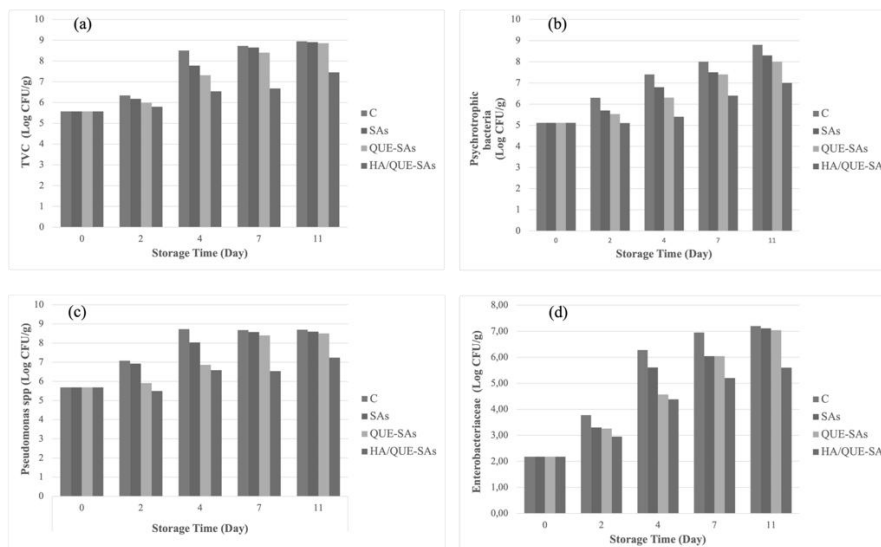 (a)
10
9
8
7
6
5
4
3
2
1
0
TVC (Log CFU/g)
0 2 4 7 11
Storage Time (Day)
C
SAs
QUE-SAs
HA/QUE-SAs
(b)
10
9
8
7
6
5
4
3
2
1
0
Psychrotrophic
bacteria
(Log CFU/g)
0 2 4 7 11
Storage Time (Day)
C
SAs
QUE-SAs
HA/QUE-SA
(c)
10
9
8
7
6
5
4
3
2
1
0
Pseudomonas spp (Log CFU/g)
0 2 4 7 11
Storage Time (Day)
C
SAs
QUE-SAs
HA/QUE-SAs
(d)
8,00
7,00
6,00
5,00
4,00
3,00
2,00
1,00
0,00
Enterobacteriaceae (Log CFU/g)
0 2 4 7 11
Storage Time (Day)
C
SAs
QUE-SAs
HA/QUE-SAs